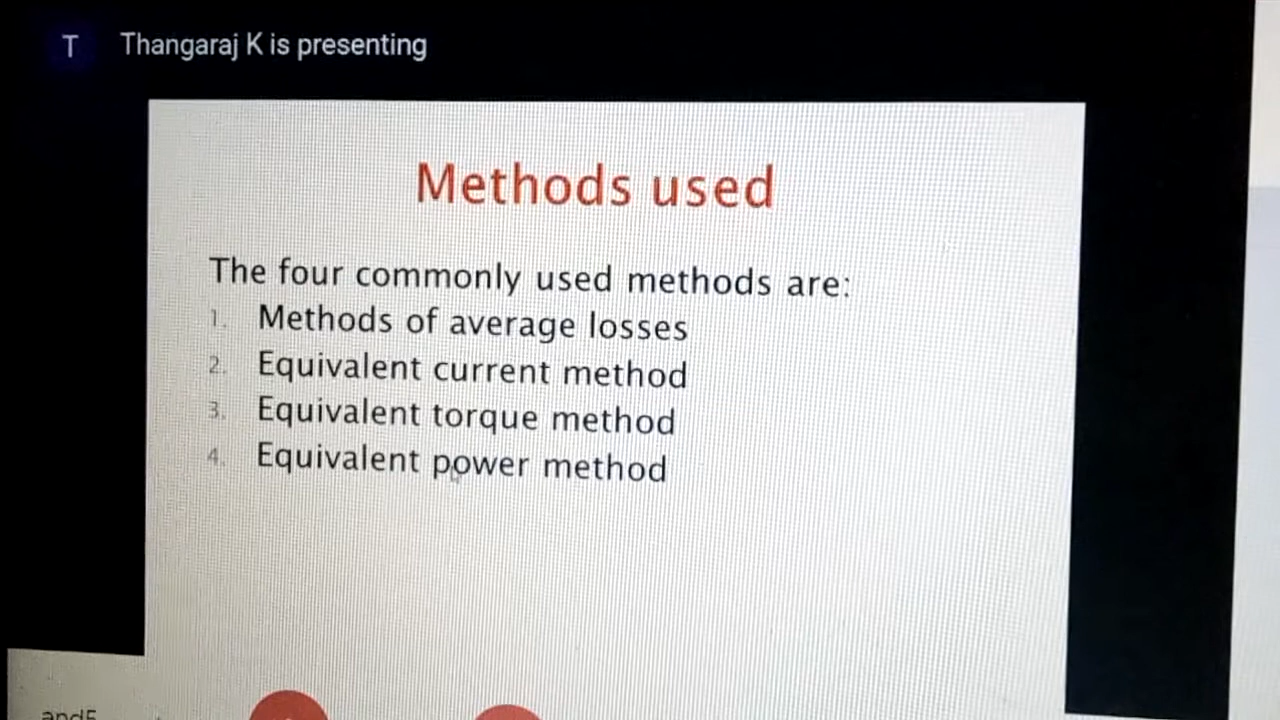 T
Thangaraj K is presenting
Methods used
The four commonly used methods are:
1. Methods of average losses
2. Equivalent current method
3. Equivalent torque method
4. Equivalent power method